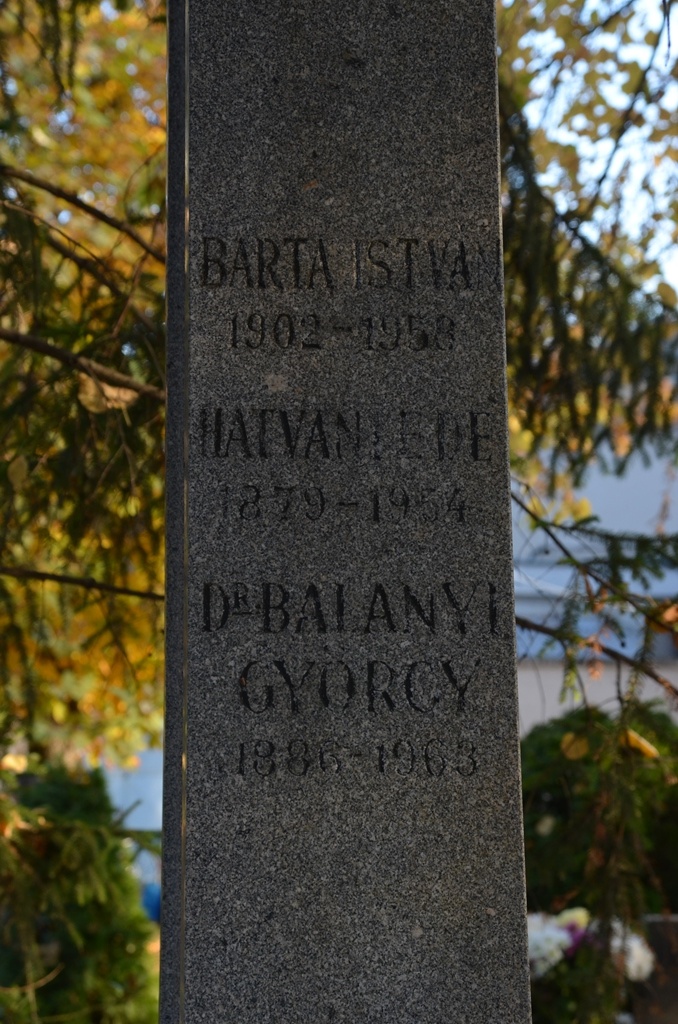 BARTA ISTVÁN
1902-1958
HATVANI EDE
1879-1954
DR BALANYI
GYÖRGY
1886-1963